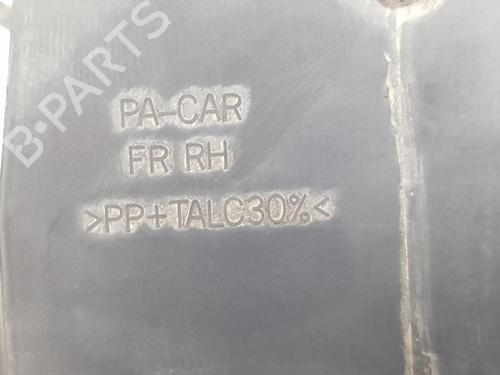 B-PARTS
PA-CAR
FR RH
>PP+TALC30%<